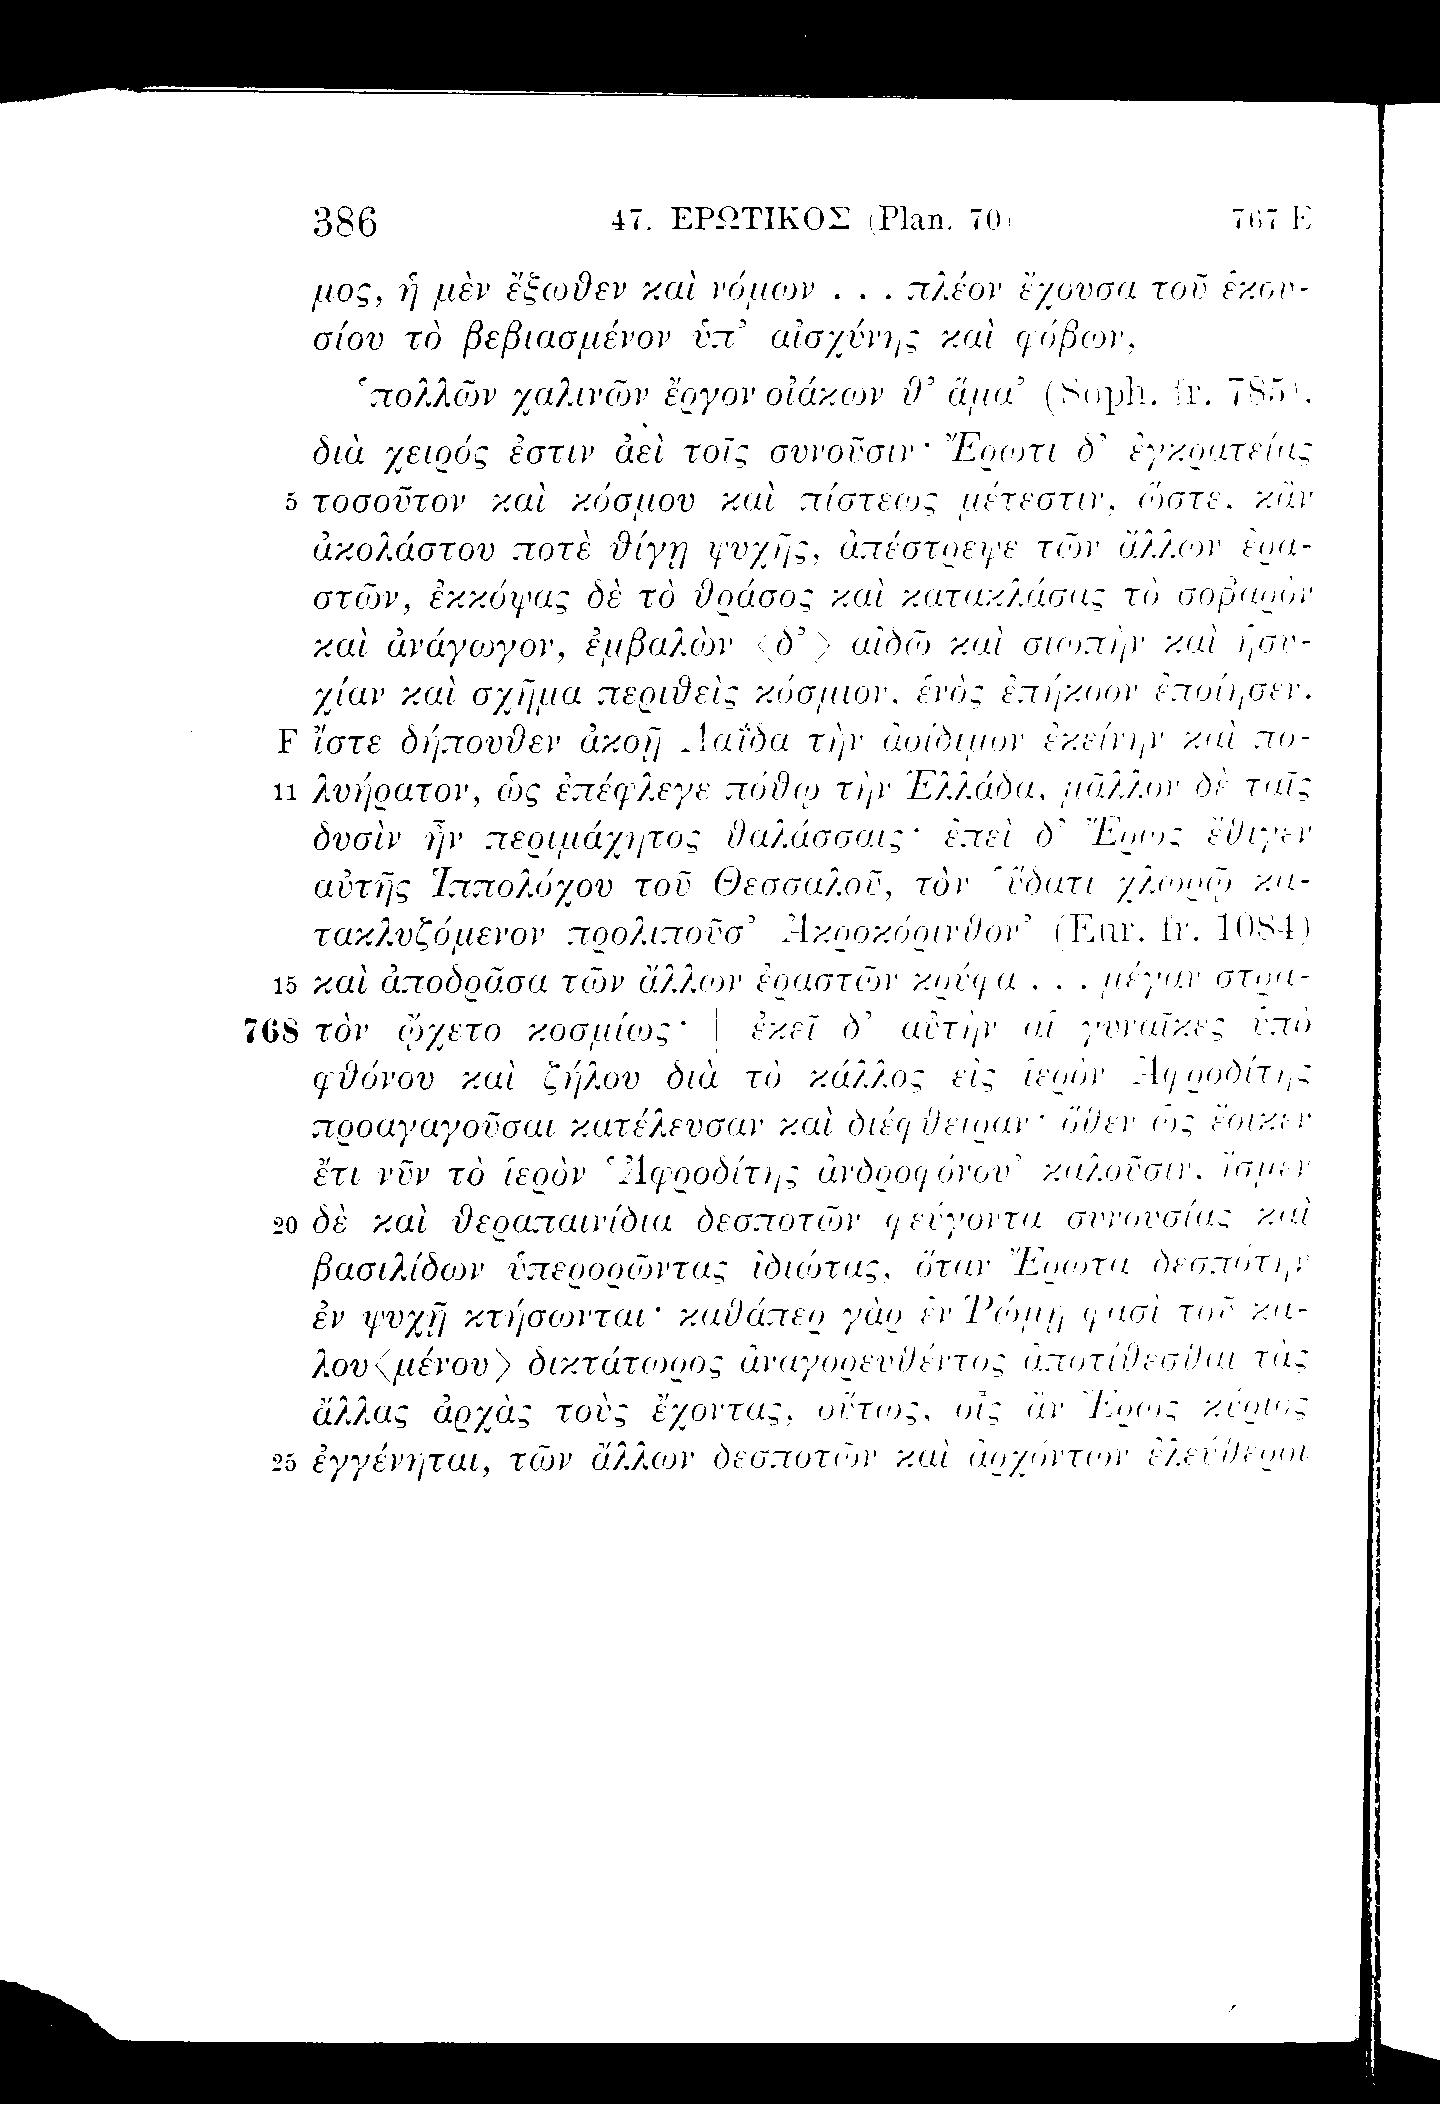 386 47. ΕΡΩΤΙΚΟΣ (Plan. 70) 767 E
μος, ἡ μὲν ἔξωθεν καὶ νόμων . . . πλέον ἔχουσα τοῦ ἑκου-
σίου τὸ βεβιασμένον ὑπ’ αἰσχύνης καὶ φόβων,
‘πολλῶν χαλινῶν ἔργον οἰάκων θ’ ἅμα’ (Soph. fr. 785),
διὰ χειρός ἐστιν ἀεὶ τοῖς συνοῦσιν· Ἔρωτι δ’ ἐγκρατείας
5 τοσοῦτον καὶ κόσμου καὶ πίστεως μέτεστιν, ὥστε, κἂν
ἀκολάστου ποτὲ θίγῃ ψυχῆς, ἀπέστρεψε τῶν ἄλλων ἐρα-
στῶν, ἐκκόψας δὲ τὸ θράσος καὶ κατακλάσας τὸ σοβαρὸν
καὶ ἀνάγωγον, ἐμβαλὼν <δ’> αἰδῶ καὶ σιωπὴν καὶ ἡσυ-
χίαν καὶ σχῆμα περιθεὶς κόσμιον, ἑνὸς ἐπήκοον ἐποίησεν.
F ἴστε δήπουθεν ἀκοῇ Λαΐδα τὴν ἀοίδιμον ἐκείνην καὶ πο-
11 λυήρατον, ὡς ἐπέφλεγε πόθῳ τὴν Ἑλλάδα, μᾶλλον δὲ ταῖς
δυσὶν ἦν περιμάχητος θαλάσσαις· ἐπεὶ δ’ Ἔρως ἔθιγεν
αὐτῆς Ἱππολόχου τοῦ Θεσσαλοῦ, τὸν ‘ὕδατι χλωρῷ κα-
τακλυζόμενον προλιποῦσ’ Ἀκροκόρινθον’ (Eur. fr. 1084)
15 καὶ ἀποδρᾶσα τῶν ἄλλων ἐραστῶν κρύφα . . . μέγαν στρα-
768 τὸν ᾤχετο κοσμίως· | ἐκεῖ δ’ αὐτὴν αἱ γυναῖκες ὑπὸ
φθόνου καὶ ζήλου διὰ τὸ κάλλος εἰς ἱερὸν Ἀφροδίτης
προαγαγοῦσαι κατέλευσαν καὶ διέφθειραν· ὅθεν ὡς ἔοικεν
ἔτι νῦν τὸ ἱερὸν ‘Ἀφροδίτης ἀνδροφόνου’ καλοῦσιν. ἴσμεν
20 δὲ καὶ θεραπαινίδια δεσποτῶν φεύγοντα συνουσίας καὶ
βασιλίδων ὑπερορῶντας ἰδιώτας, ὅταν Ἔρωτα δεσπότην
ἐν ψυχῇ κτήσωνται· καθάπερ γὰρ ἐν Ῥώμῃ φασὶ τοῦ κα-
λου<μένου> δικτάτωρος ἀναγορευθέντος ἀποτίθεσθαι τὰς
ἄλλας ἀρχὰς τοὺς ἔχοντας, οὕτως, οἷς ἂν Ἔρως κύριος
25 ἐγγένηται, τῶν ἄλλων δεσποτῶν καὶ ἀρχόντων ἐλεύθεροι